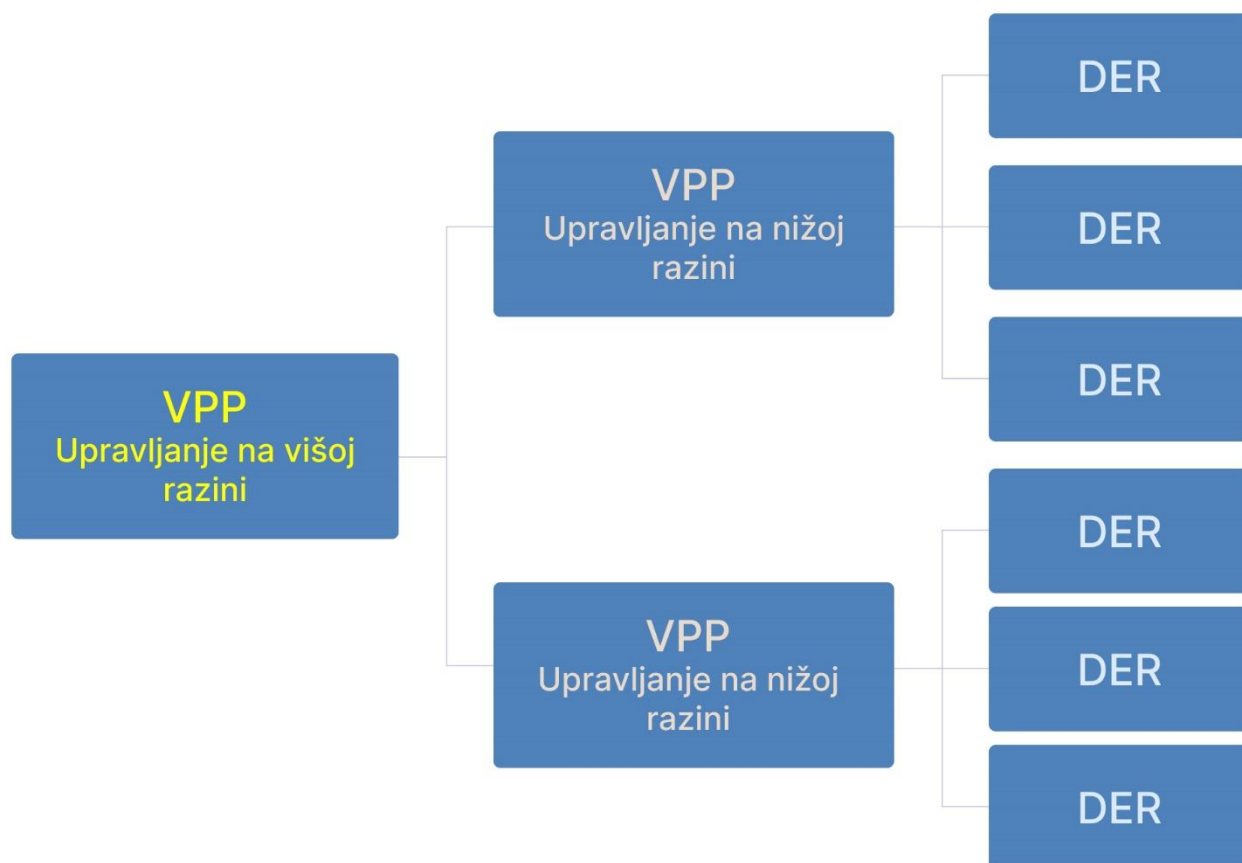 VPP
Upravljanje na višoj
razini
VPP
Upravljanje na nižoj
razini
DER
DER
DER
VPP
Upravljanje na nižoj
razini
DER
DER
DER